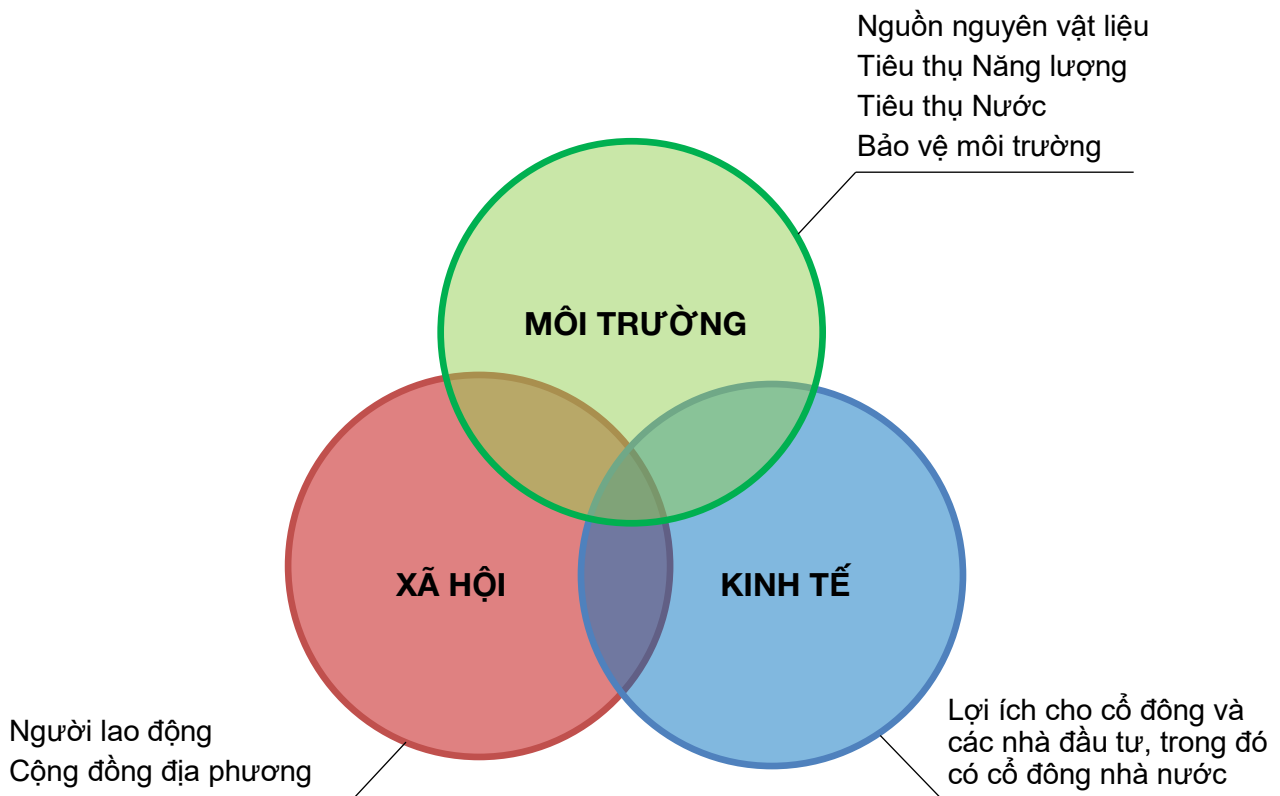 Nguồn nguyên vật liệu
Tiêu thụ Năng lượng
Tiêu thụ Nước
Bảo vệ môi trường
MÔI TRƯỜNG
XÃ HỘI
KINH TẾ
Người lao động
Cộng đồng địa phương
Lợi ích cho cổ đông và
các nhà đầu tư, trong đó
có cổ đông nhà nước